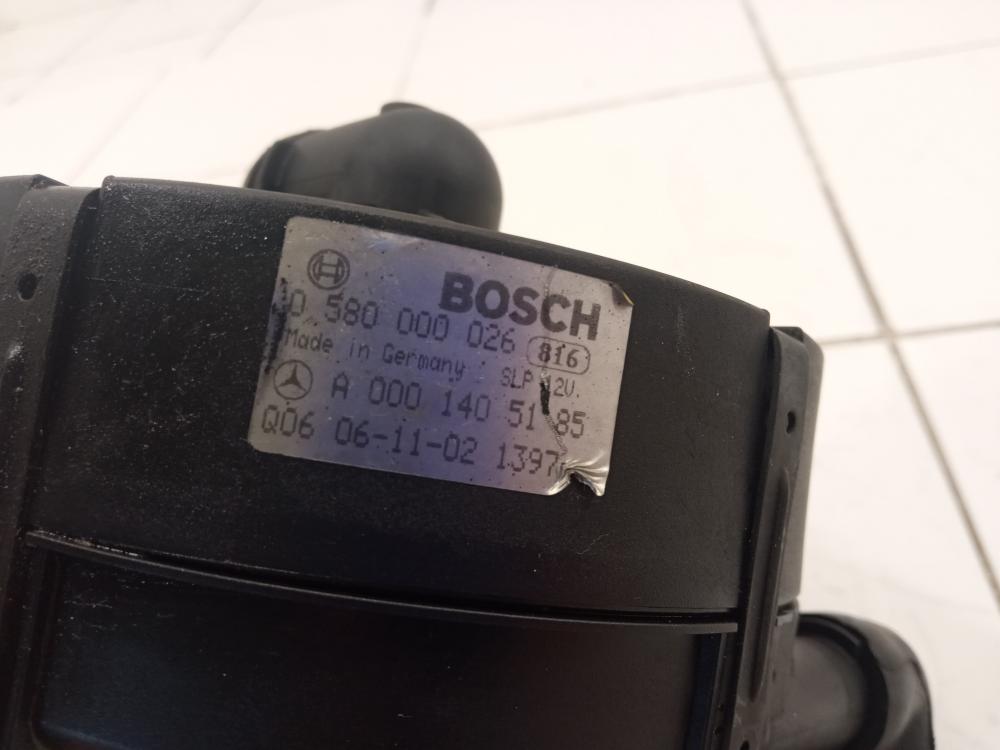 BOSCH
0 580 000 026 816
Made in Germany SLP 12V.
A 000 140 51 85
Q06 06-11-02 1397